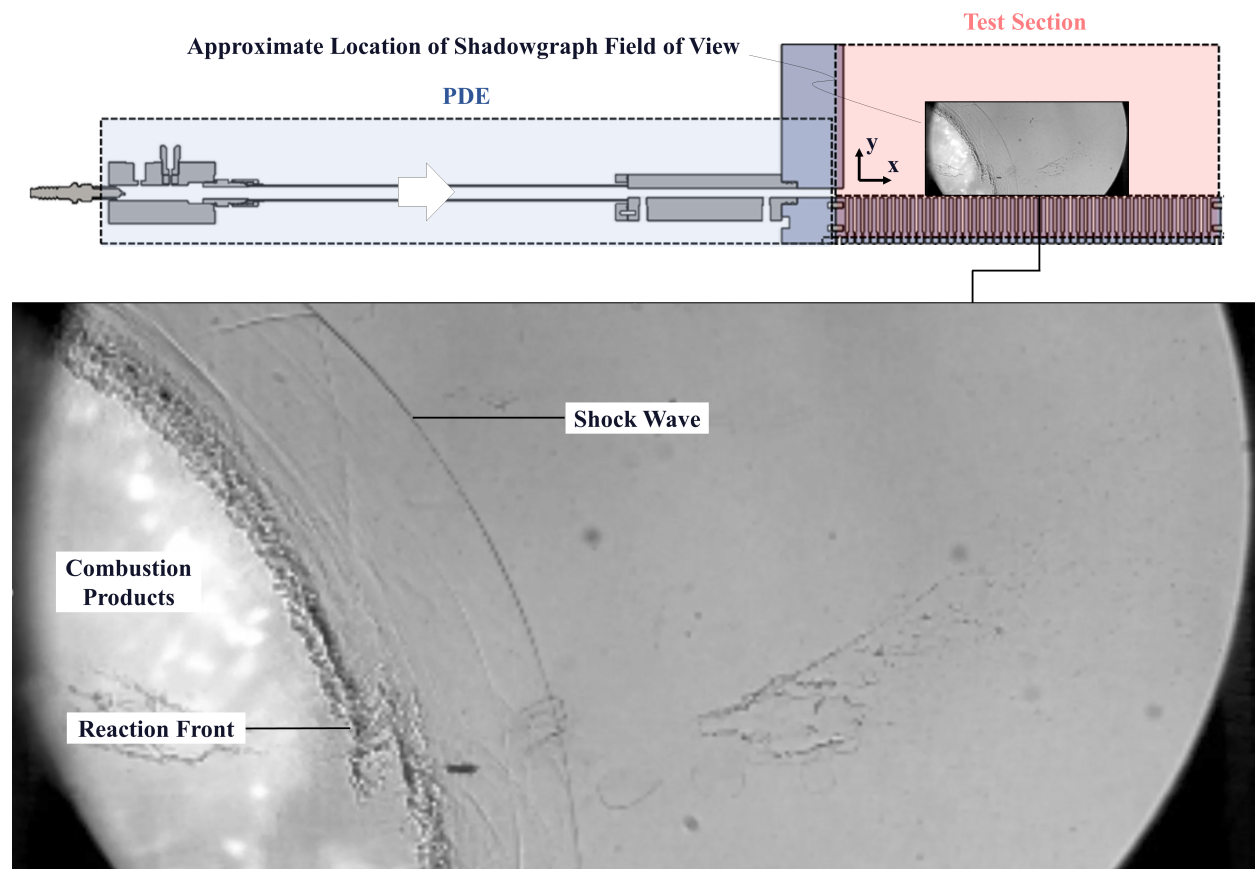 Test Section
Approximate Location of Shadowgraph Field of View
PDE
y
x
Shock Wave
Combustion
Products
Reaction Front